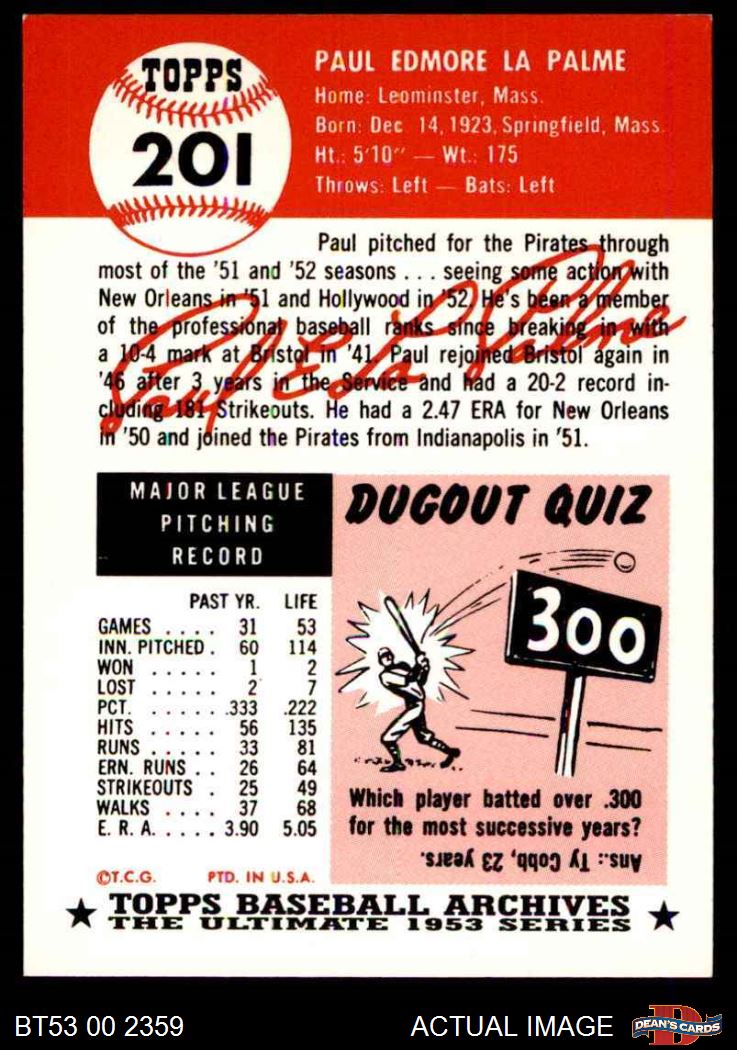 TOPPS
201
PAUL EDMORE LA PALME
Home: Leominster, Mass.
Born: Dec. 14, 1923, Springfield, Mass.
Ht.: 5'10" — Wt.: 175
Throws: Left — Bats: Left
Paul pitched for the Pirates through
most of the '51 and '52 seasons . . . seeing some action with
New Orleans in '51 and Hollywood in '52. He's been a member
of the professional baseball ranks since breaking in with
a 10-4 mark at Bristol in '41. Paul rejoined Bristol again in
'46 after 3 years in the Service and had a 20-2 record in-
cluding 181 Strikeouts. He had a 2.47 ERA for New Orleans
in '50 and joined the Pirates from Indianapolis in '51.
Paul E. La Palme
MAJOR LEAGUE
PITCHING
RECORD
PAST YR. LIFE
GAMES . . . . 31 53
INN. PITCHED . 60 114
WON . . . . . 1 2
LOST . . . . . 2 7
PCT. . . . . . .333 .222
HITS . . . . . 56 135
RUNS . . . . . 33 81
ERN. RUNS . . 26 64
STRIKEOUTS . 25 49
WALKS . . . . 37 68
E. R. A. . . . . . 3.90 5.05
DUGOUT QUIZ
300
Which player batted over .300
for the most successive years?
Ans.: Ty Cobb, 23 years.
©T.C.G. PTD. IN U.S.A.
TOPPS BASEBALL ARCHIVES
THE ULTIMATE 1953 SERIES
BT53 00 2359
ACTUAL IMAGE
DEAN'S CARDS